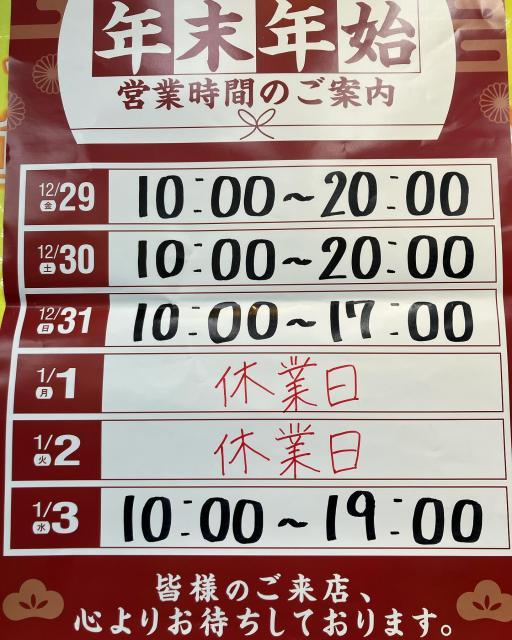 年末年始
営業時間のご案内
12/29 金 10:00~20:00
12/30 土 10:00~20:00
12/31 日 10:00~17:00
1/1 月 休業日
1/2 火 休業日
1/3 水 10:00~19:00
皆様のご来店、
心よりお待ちしております。